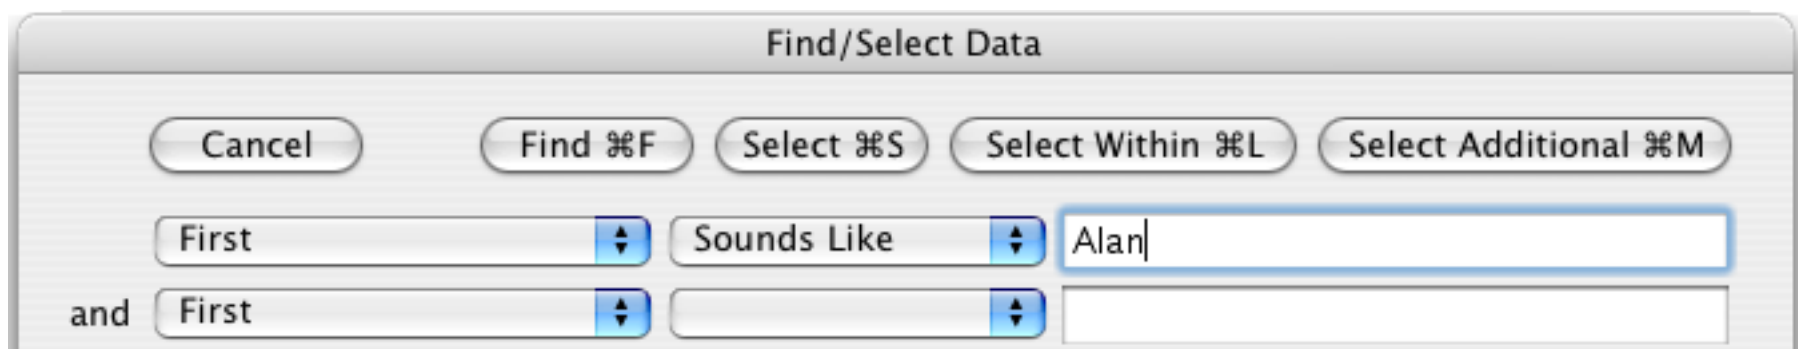 Find/Select Data
Cancel Find ⌘F Select ⌘S Select Within ⌘L Select Additional ⌘M
First Sounds Like Alan
and First